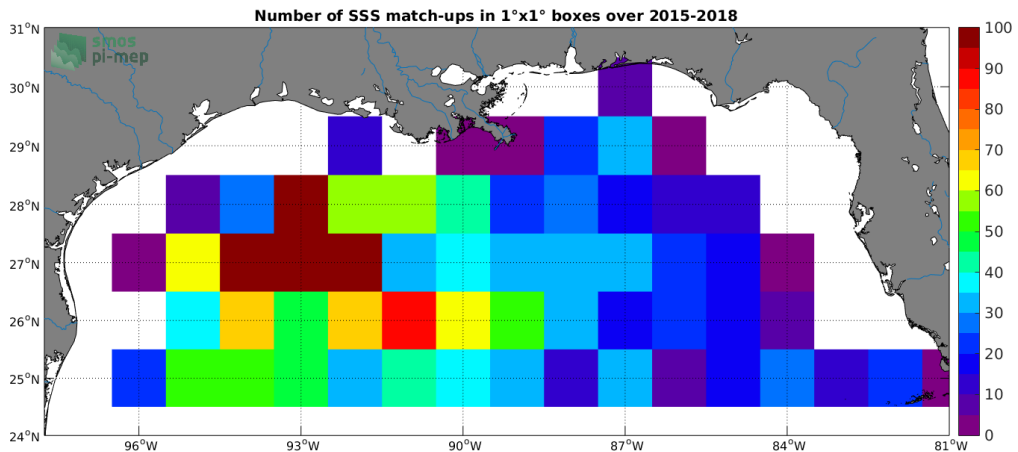 Number of SSS match-ups in 1°x1° boxes over 2015-2018
smos
pi-mep
31°N
30°N
29°N
28°N
27°N
26°N
25°N
24°N
96°W 93°W 90°W 87°W 84°W 81°W
100
90
80
70
60
50
40
30
20
10
0